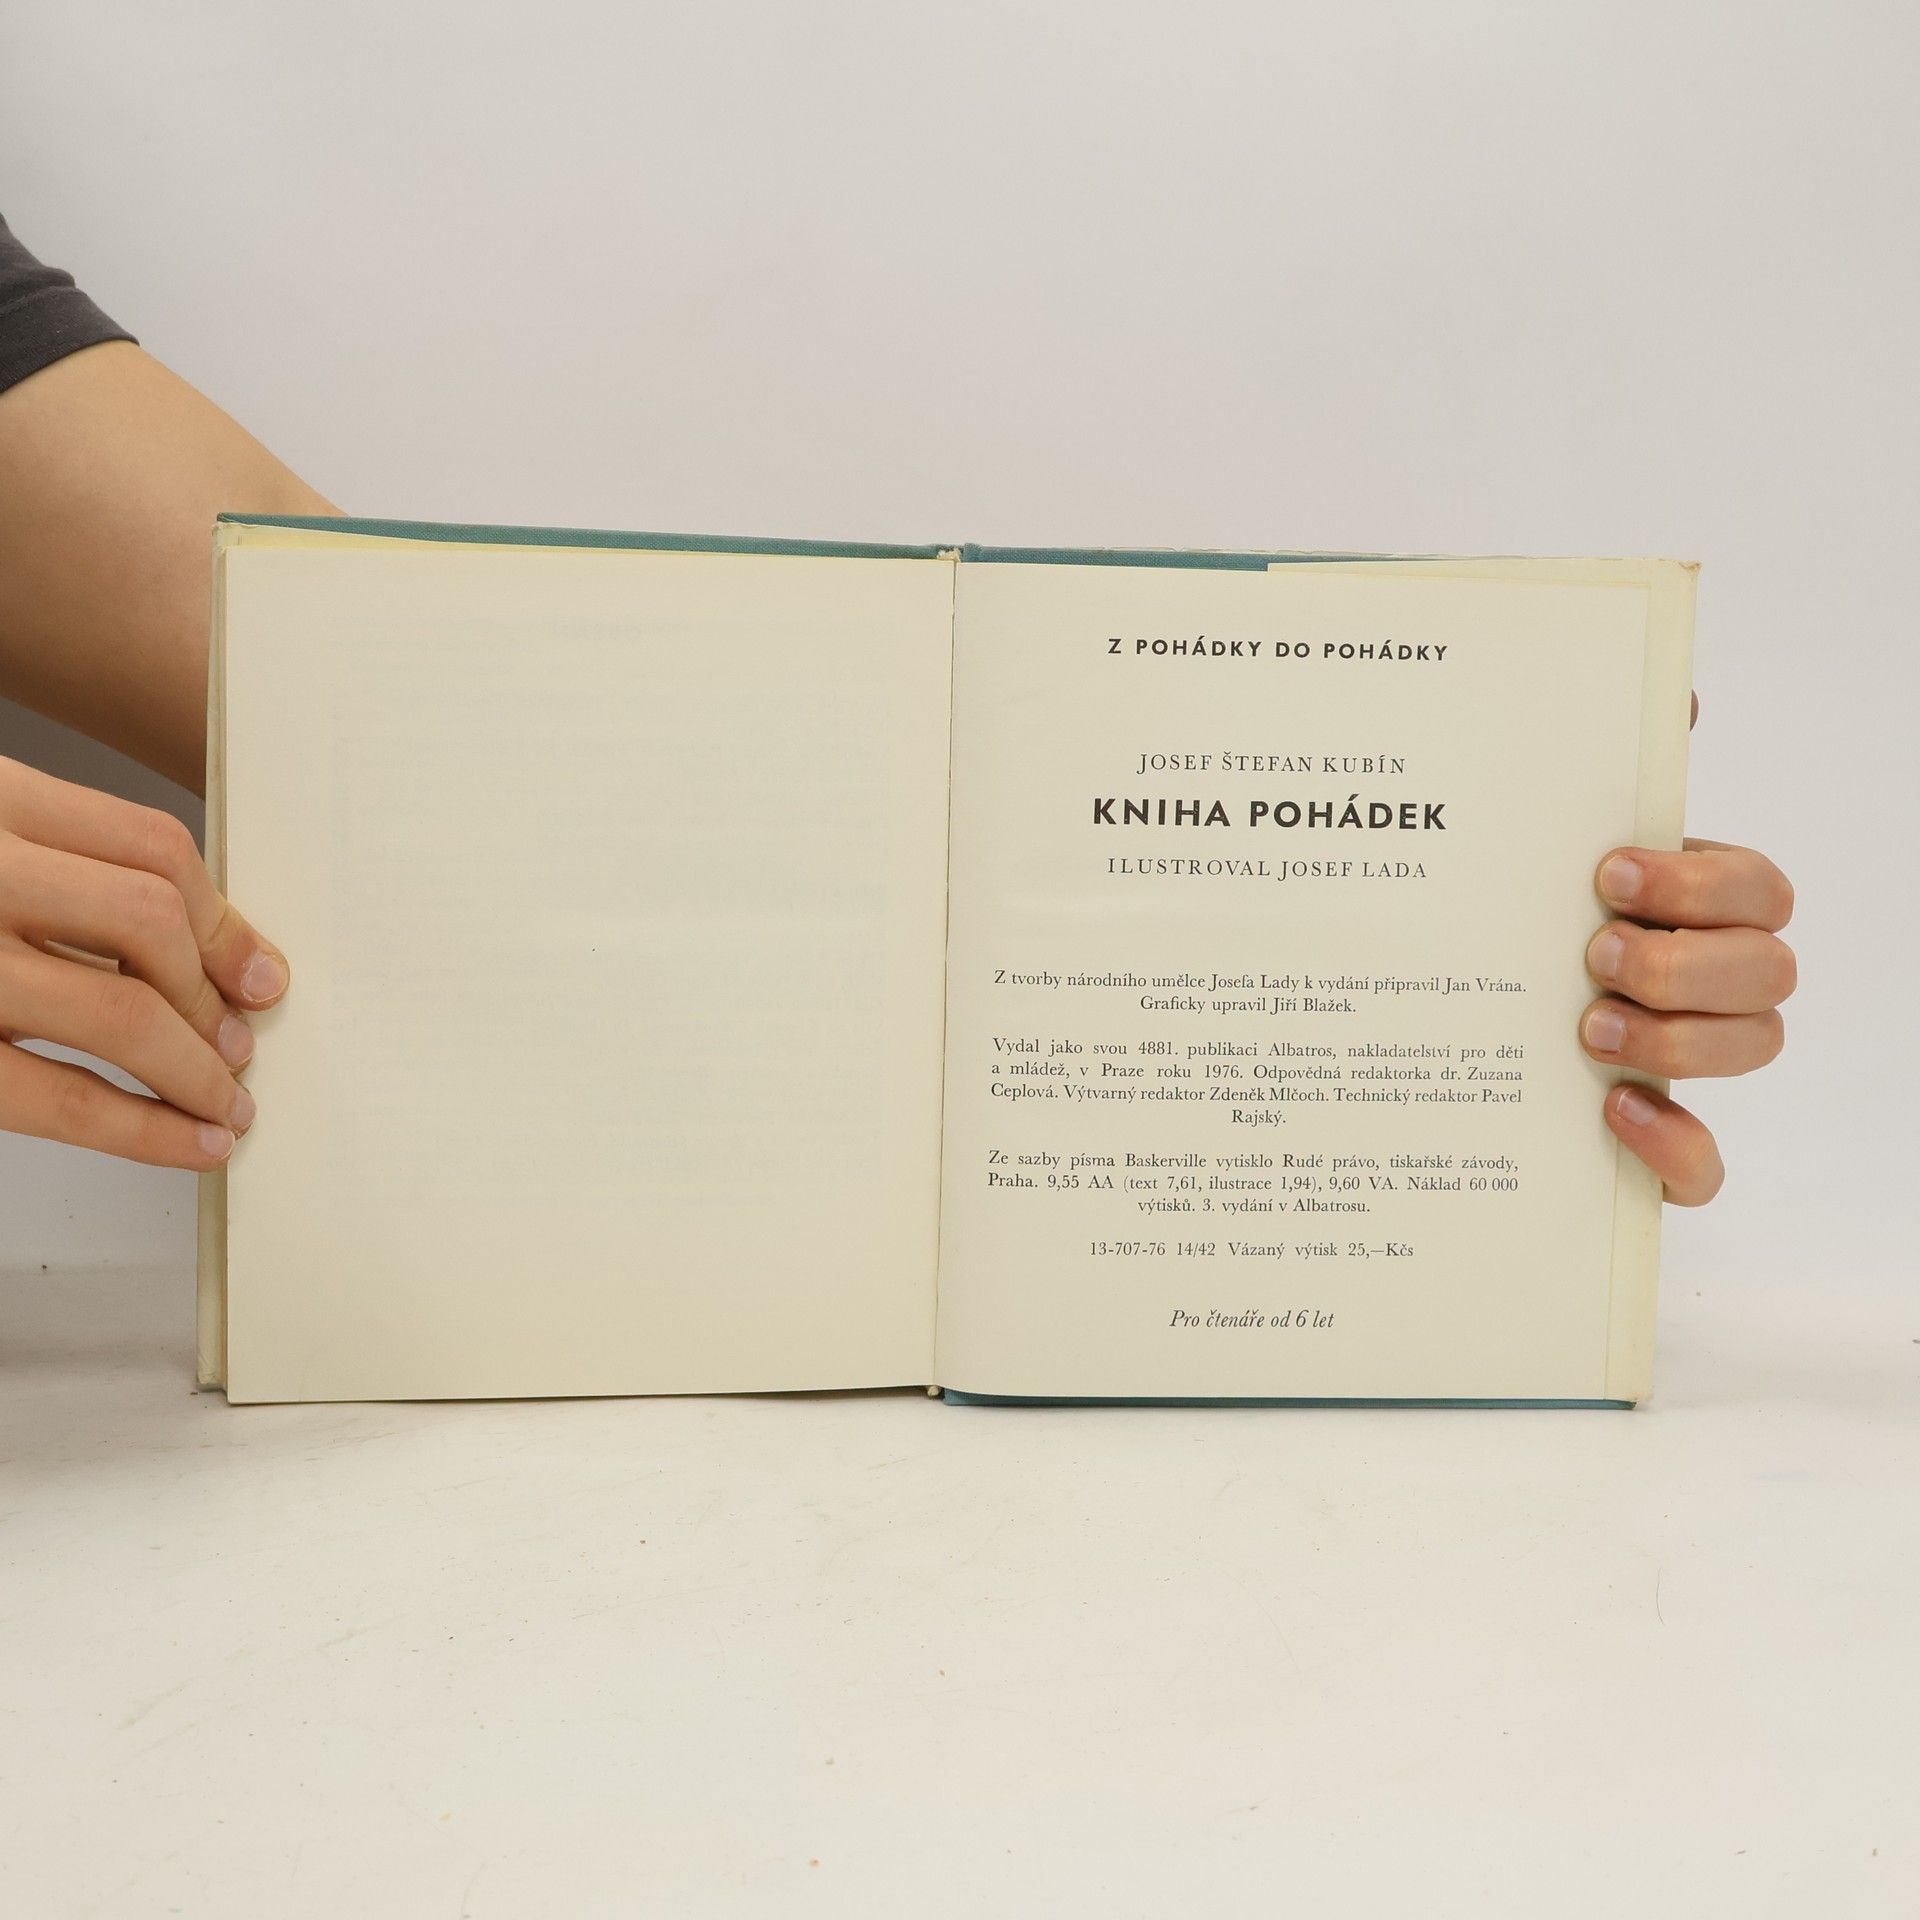 Z POHÁDKY DO POHÁDKY
JOSEF ŠTEFAN KUBÍN
KNIHA POHÁDEK
ILUSTROVAL JOSEF LADA
Z tvorby národního umělce Josefa Lady k vydání připravil Jan Vrána.
Graficky upravil Jiří Blažek.
Vydal jako svou 4881. publikaci Albatros, nakladatelství pro děti
a mládež, v Praze roku 1976. Odpovědná redaktorka dr. Zuzana
Ceplová. Výtvarný redaktor Zdeněk Mlčoch. Technický redaktor Pavel
Rajský.
Ze sazby písma Baskerville vytisklo Rudé právo, tiskařské závody,
Praha. 9,55 AA (text 7,61, ilustrace 1,94), 9,60 VA. Náklad 60 000
výtisků. 3. vydání v Albatrosu.
13-707-76 14/42 Vázaný výtisk 25,—Kčs
Pro čtenáře od 6 let